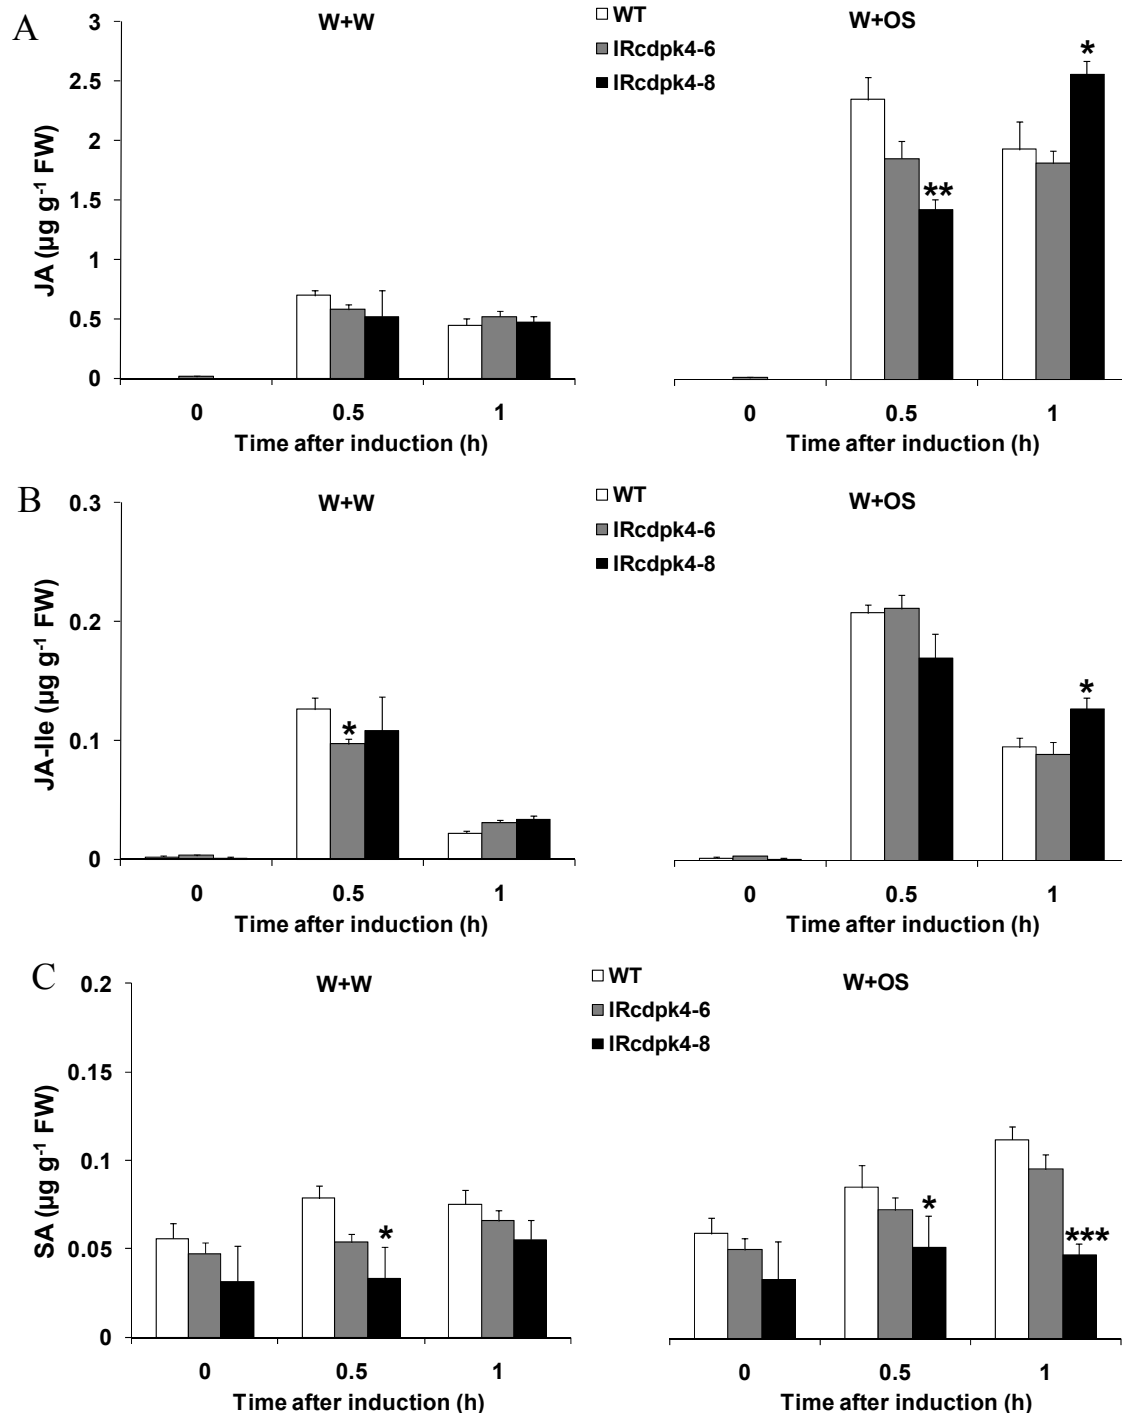 A
W+W
WT
IRcdpk4-6
IRcdpk4-8
W+OS
JA (µg g-1 FW)
3
2.5
2
1.5
1
0.5
0
*
**
0 0.5 1
Time after induction (h)
0 0.5 1
Time after induction (h)
B
W+W
WT
IRcdpk4-6
IRcdpk4-8
W+OS
JA-Ile (µg g-1 FW)
0.3
0.2
0.1
0
*
*
0 0.5 1
Time after induction (h)
0 0.5 1
Time after induction (h)
C
W+W
WT
IRcdpk4-6
IRcdpk4-8
W+OS
SA (µg g-1 FW)
0.2
0.15
0.1
0.05
0
*
*
***
0 0.5 1
Time after induction (h)
0 0.5 1
Time after induction (h)